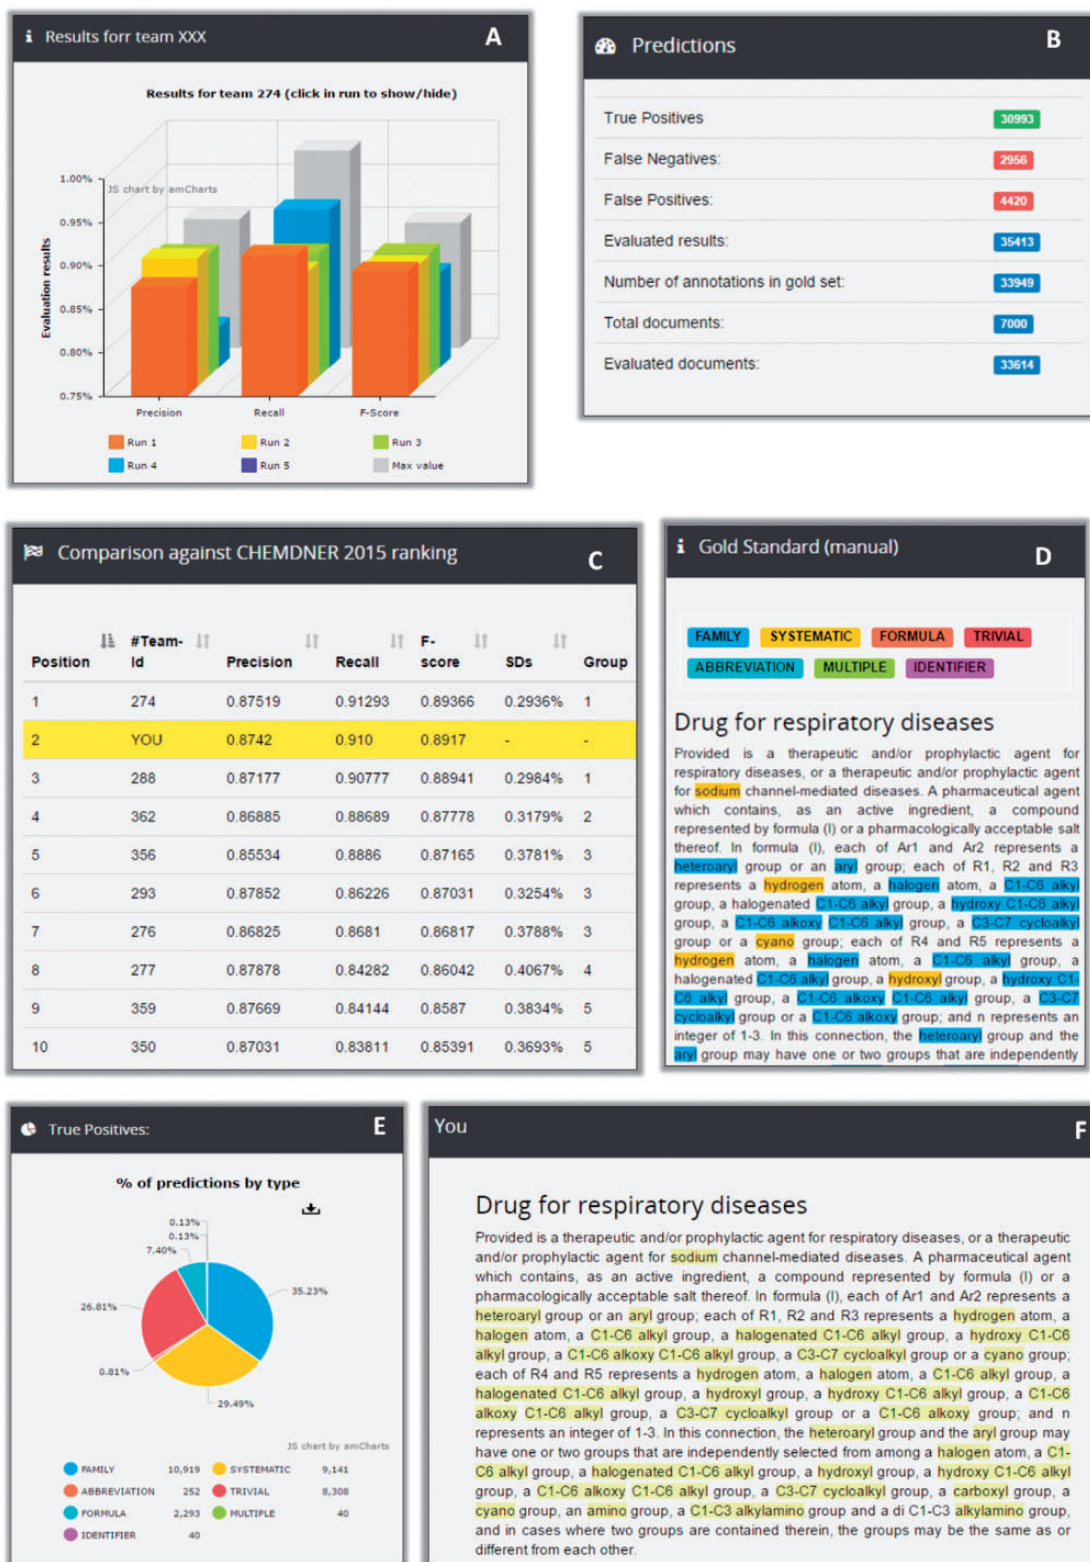 Results forr team XXX
A
Results for team 274 (click in run to show/hide)
JS chart by amCharts
Evaluation results
1.00%
0.95%
0.90%
0.85%
0.80%
0.75%
Precision Recall F-Score
Run 1 Run 2 Run 3
Run 4 Run 5 Max value
Predictions
B
True Positives 30993
False Negatives: 2956
False Positives: 4420
Evaluated results: 35413
Number of annotations in gold set: 33949
Total documents: 7000
Evaluated documents: 33614
Comparison against CHEMDNER 2015 ranking
C
Position #Team-Id Precision Recall F-score SDs Group
1 274 0.87519 0.91293 0.89366 0.2936% 1
2 YOU 0.8742 0.910 0.8917 - -
3 288 0.87177 0.90777 0.88941 0.2984% 1
4 362 0.86885 0.88689 0.87778 0.3179% 2
5 356 0.85534 0.8886 0.87165 0.3781% 3
6 293 0.87852 0.86226 0.87031 0.3254% 3
7 276 0.86825 0.8681 0.86817 0.3788% 3
8 277 0.87878 0.84282 0.86042 0.4067% 4
9 359 0.87669 0.84144 0.8587 0.3834% 5
10 350 0.87031 0.83811 0.85391 0.3693% 5
Gold Standard (manual)
D
FAMILY SYSTEMATIC FORMULA TRIVIAL
ABBREVIATION MULTIPLE IDENTIFIER
Drug for respiratory diseases
Provided is a therapeutic and/or prophylactic agent for
respiratory diseases, or a therapeutic and/or prophylactic agent
for sodium channel-mediated diseases. A pharmaceutical agent
which contains, as an active ingredient, a compound
represented by formula (I) or a pharmacologically acceptable salt
thereof. In formula (I), each of Ar1 and Ar2 represents a
heteroaryl group or an aryl group; each of R1, R2 and R3
represents a hydrogen atom, a halogen atom, a C1-C6 alkyl
group, a halogenated C1-C6 alkyl group, a hydroxy C1-C6 alkyl
group, a C1-C6 alkoxy C1-C6 alkyl group, a C3-C7 cycloalkyl
group or a cyano group; each of R4 and R5 represents a
hydrogen atom, a halogen atom, a C1-C6 alkyl group, a
halogenated C1-C6 alkyl group, a hydroxyl group, a hydroxy C1-
C6 alkyl group, a C1-C6 alkoxy C1-C6 alkyl group, a C3-C7
cycloalkyl group or a C1-C6 alkoxy group; and n represents an
integer of 1-3. In this connection, the heteroaryl group and the
aryl group may have one or two groups that are independently
True Positives:
E
% of predictions by type
0.13%
0.13%
7.40%
35.23%
26.81%
0.81%
29.49%
JS chart by amCharts
FAMILY 10,919 SYSTEMATIC 9,141
ABBREVIATION 252 TRIVIAL 8,308
FORMULA 2,293 MULTIPLE 40
IDENTIFIER 40
You
F
Drug for respiratory diseases
Provided is a therapeutic and/or prophylactic agent for respiratory diseases, or a therapeutic
and/or prophylactic agent for sodium channel-mediated diseases. A pharmaceutical agent
which contains, as an active ingredient, a compound represented by formula (I) or a
pharmacologically acceptable salt thereof. In formula (I), each of Ar1 and Ar2 represents a
heteroaryl group or an aryl group; each of R1, R2 and R3 represents a hydrogen atom, a
halogen atom, a C1-C6 alkyl group, a halogenated C1-C6 alkyl group, a hydroxy C1-C6
alkyl group, a C1-C6 alkoxy C1-C6 alkyl group, a C3-C7 cycloalkyl group or a cyano group;
each of R4 and R5 represents a hydrogen atom, a halogen atom, a C1-C6 alkyl group, a
halogenated C1-C6 alkyl group, a hydroxyl group, a hydroxy C1-C6 alkyl group, a C1-C6
alkoxy C1-C6 alkyl group, a C3-C7 cycloalkyl group or a C1-C6 alkoxy group; and n
represents an integer of 1-3. In this connection, the heteroaryl group and the aryl group may
have one or two groups that are independently selected from among a halogen atom, a C1-
C6 alkyl group, a halogenated C1-C6 alkyl group, a hydroxyl group, a hydroxy C1-C6 alkyl
group, a C1-C6 alkoxy C1-C6 alkyl group, a C3-C7 cycloalkyl group, a carboxyl group, a
cyano group, an amino group, a C1-C3 alkylamino group and a di C1-C3 alkylamino group,
and in cases where two groups are contained therein, the groups may be the same as or
different from each other.